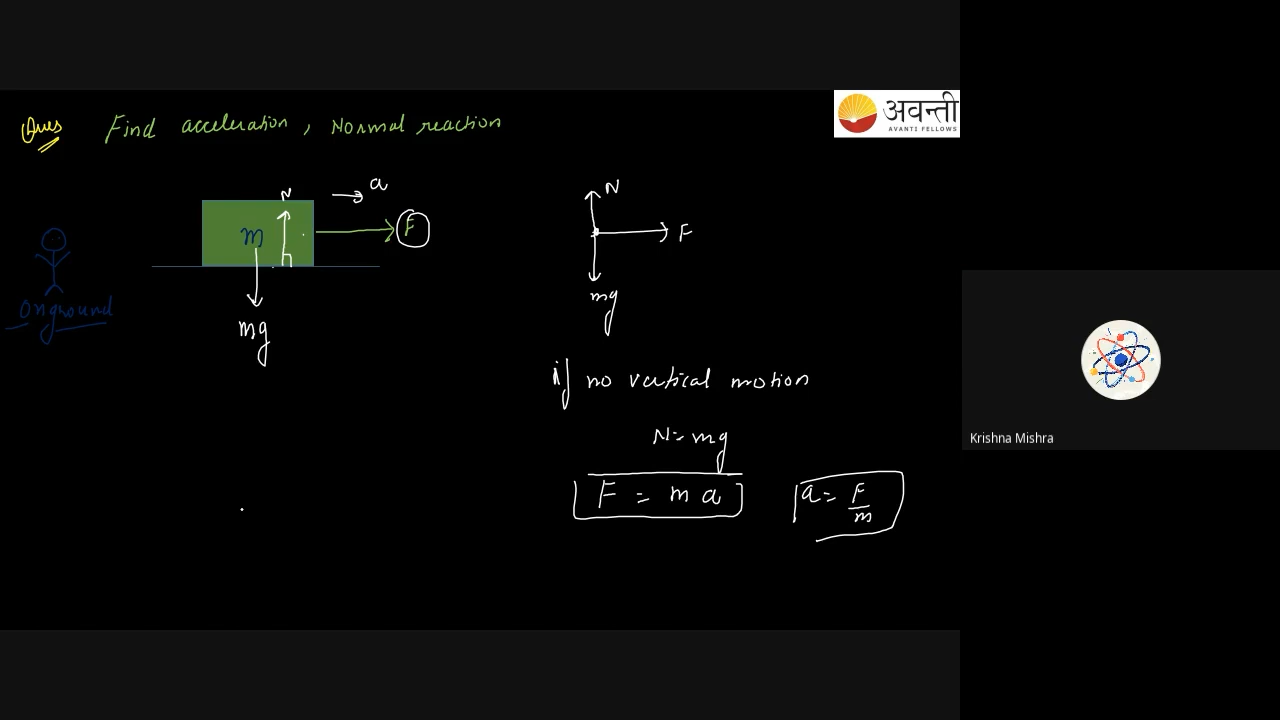 Ques Find acceleration, Normal reaction
अवन्ती
AVANTI FELLOWS
a
N
m
F
mg
On ground
N
F
mg
if no vertical motion
N = mg
F = ma
a = F/m
Krishna Mishra